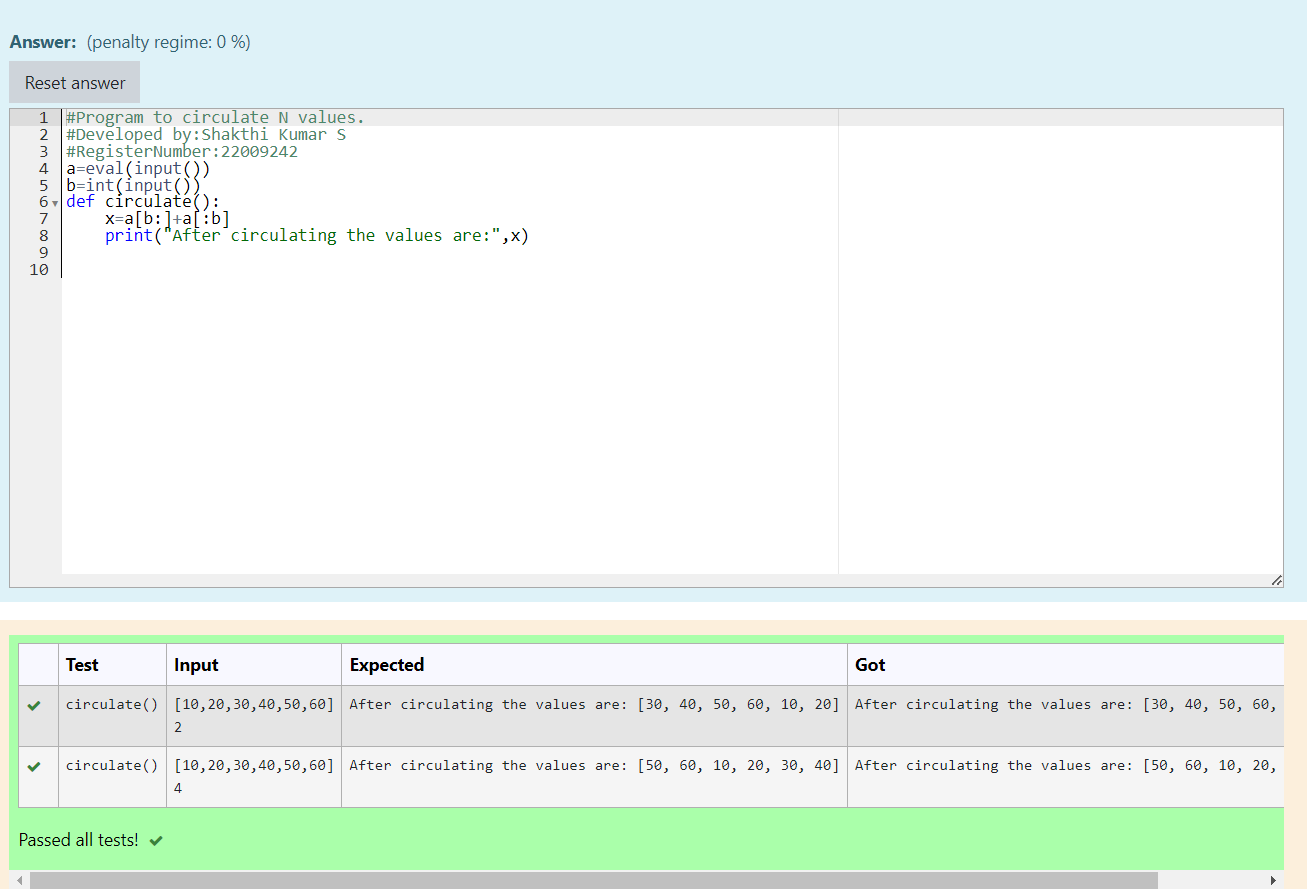 Answer: (penalty regime: 0 %)
Reset answer
1 #Program to circulate N values.
2 #Developed by:Shakthi Kumar S
3 #RegisterNumber:22009242
4 a=eval(input())
5 b=int(input())
6 def circulate():
7     x=a[b:]+a[:b]
8     print("After circulating the values are:",x)
9
10
Test Input Expected Got
circulate() [10,20,30,40,50,60] After circulating the values are: [30, 40, 50, 60, 10, 20] After circulating the values are: [30, 40, 50, 60,
2
circulate() [10,20,30,40,50,60] After circulating the values are: [50, 60, 10, 20, 30, 40] After circulating the values are: [50, 60, 10, 20,
4
Passed all tests!